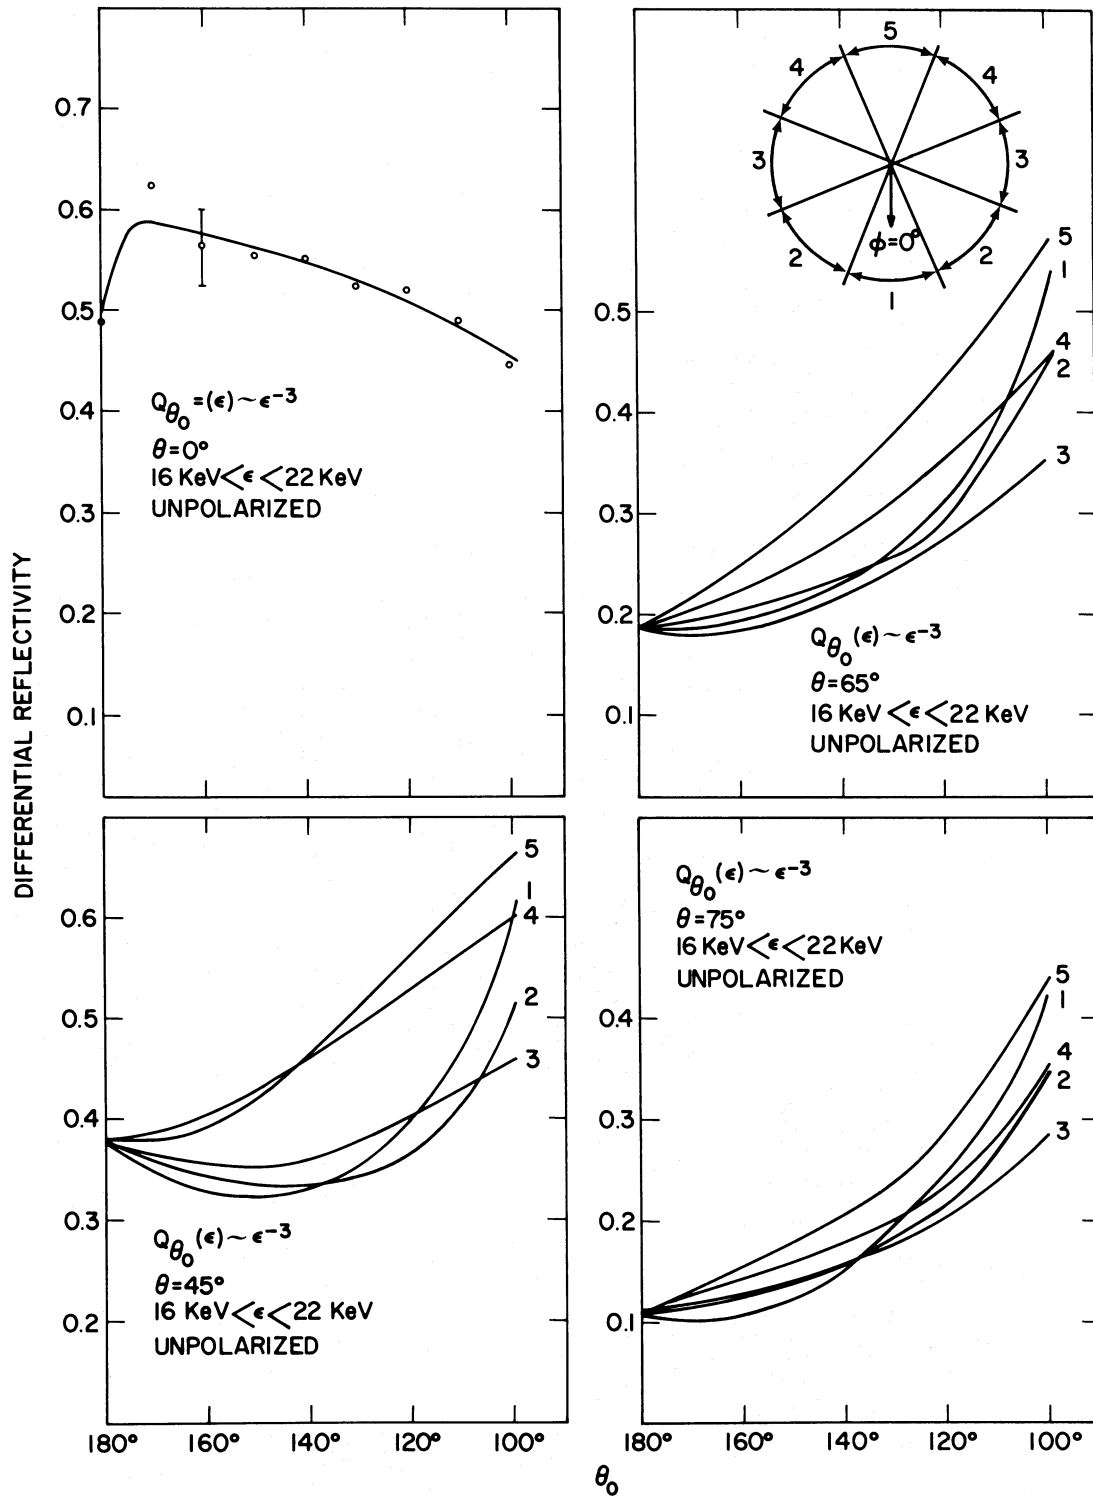 DIFFERENTIAL REFLECTIVITY
0.7
0.6
0.5
0.4
0.3
0.2
0.1
Qθ₀=(ϵ)~ϵ⁻³
θ=0°
16 KeV<ϵ<22 KeV
UNPOLARIZED
5
4
4
3
3
2
2
1
ϕ=0°
0.5
0.4
0.3
0.2
0.1
5
1
4
2
3
Qθ₀(ϵ)~ϵ⁻³
θ=65°
16 KeV<ϵ<22 KeV
UNPOLARIZED
0.6
0.5
0.4
0.3
0.2
5
1
4
2
3
Qθ₀(ϵ)~ϵ⁻³
θ=45°
16 KeV<ϵ<22 KeV
UNPOLARIZED
180° 160° 140° 120° 100°
Qθ₀(ϵ)~ϵ⁻³
θ=75°
16 KeV<ϵ<22 KeV
UNPOLARIZED
0.4
0.3
0.2
0.1
5
1
4
2
3
180° 160° 140° 120° 100°
θ₀